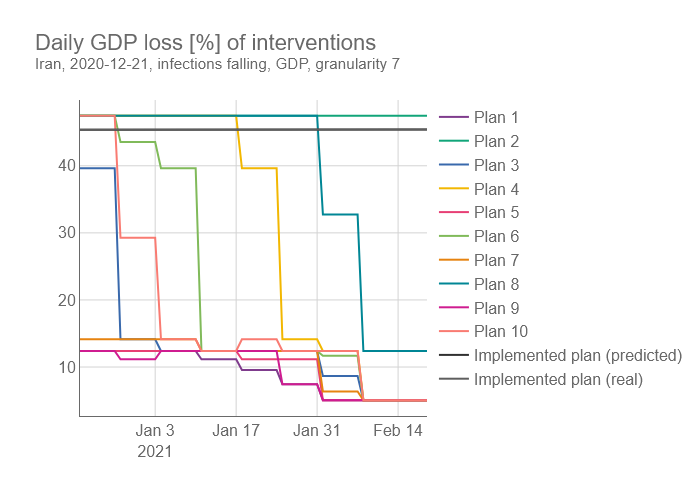 Daily GDP loss [%] of interventions
Iran, 2020-12-21, infections falling, GDP, granularity 7
40
30
20
10
Jan 3
2021
Jan 17
Jan 31
Feb 14
Plan 1
Plan 2
Plan 3
Plan 4
Plan 5
Plan 6
Plan 7
Plan 8
Plan 9
Plan 10
Implemented plan (predicted)
Implemented plan (real)